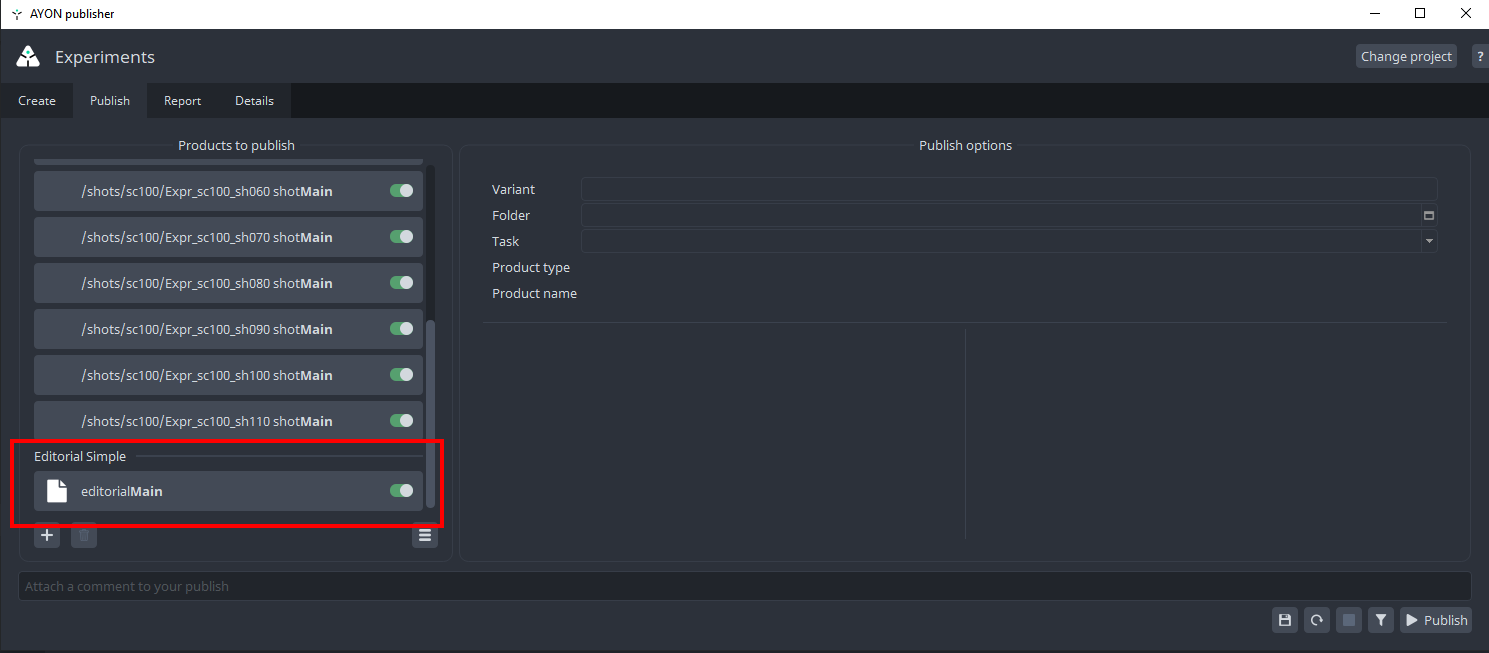 AYON publisher
Experiments
Change project
?
Create
Publish
Report
Details
Products to publish
/shots/sc100/Expr_sc100_sh060 shotMain
/shots/sc100/Expr_sc100_sh070 shotMain
/shots/sc100/Expr_sc100_sh080 shotMain
/shots/sc100/Expr_sc100_sh090 shotMain
/shots/sc100/Expr_sc100_sh100 shotMain
/shots/sc100/Expr_sc100_sh110 shotMain
Editorial Simple
editorialMain
Publish options
Variant
Folder
Task
Product type
Product name
Attach a comment to your publish
Publish